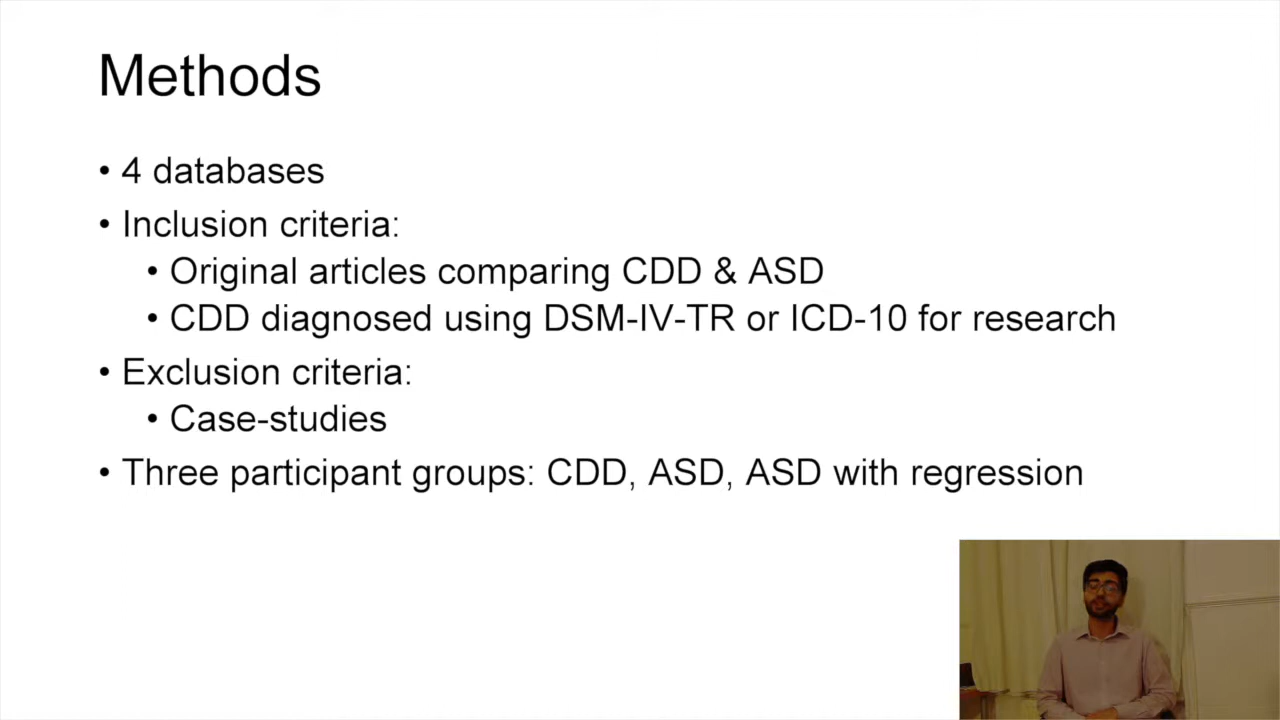 Methods
• 4 databases
• Inclusion criteria:
• Original articles comparing CDD & ASD
• CDD diagnosed using DSM-IV-TR or ICD-10 for research
• Exclusion criteria:
• Case-studies
• Three participant groups: CDD, ASD, ASD with regression